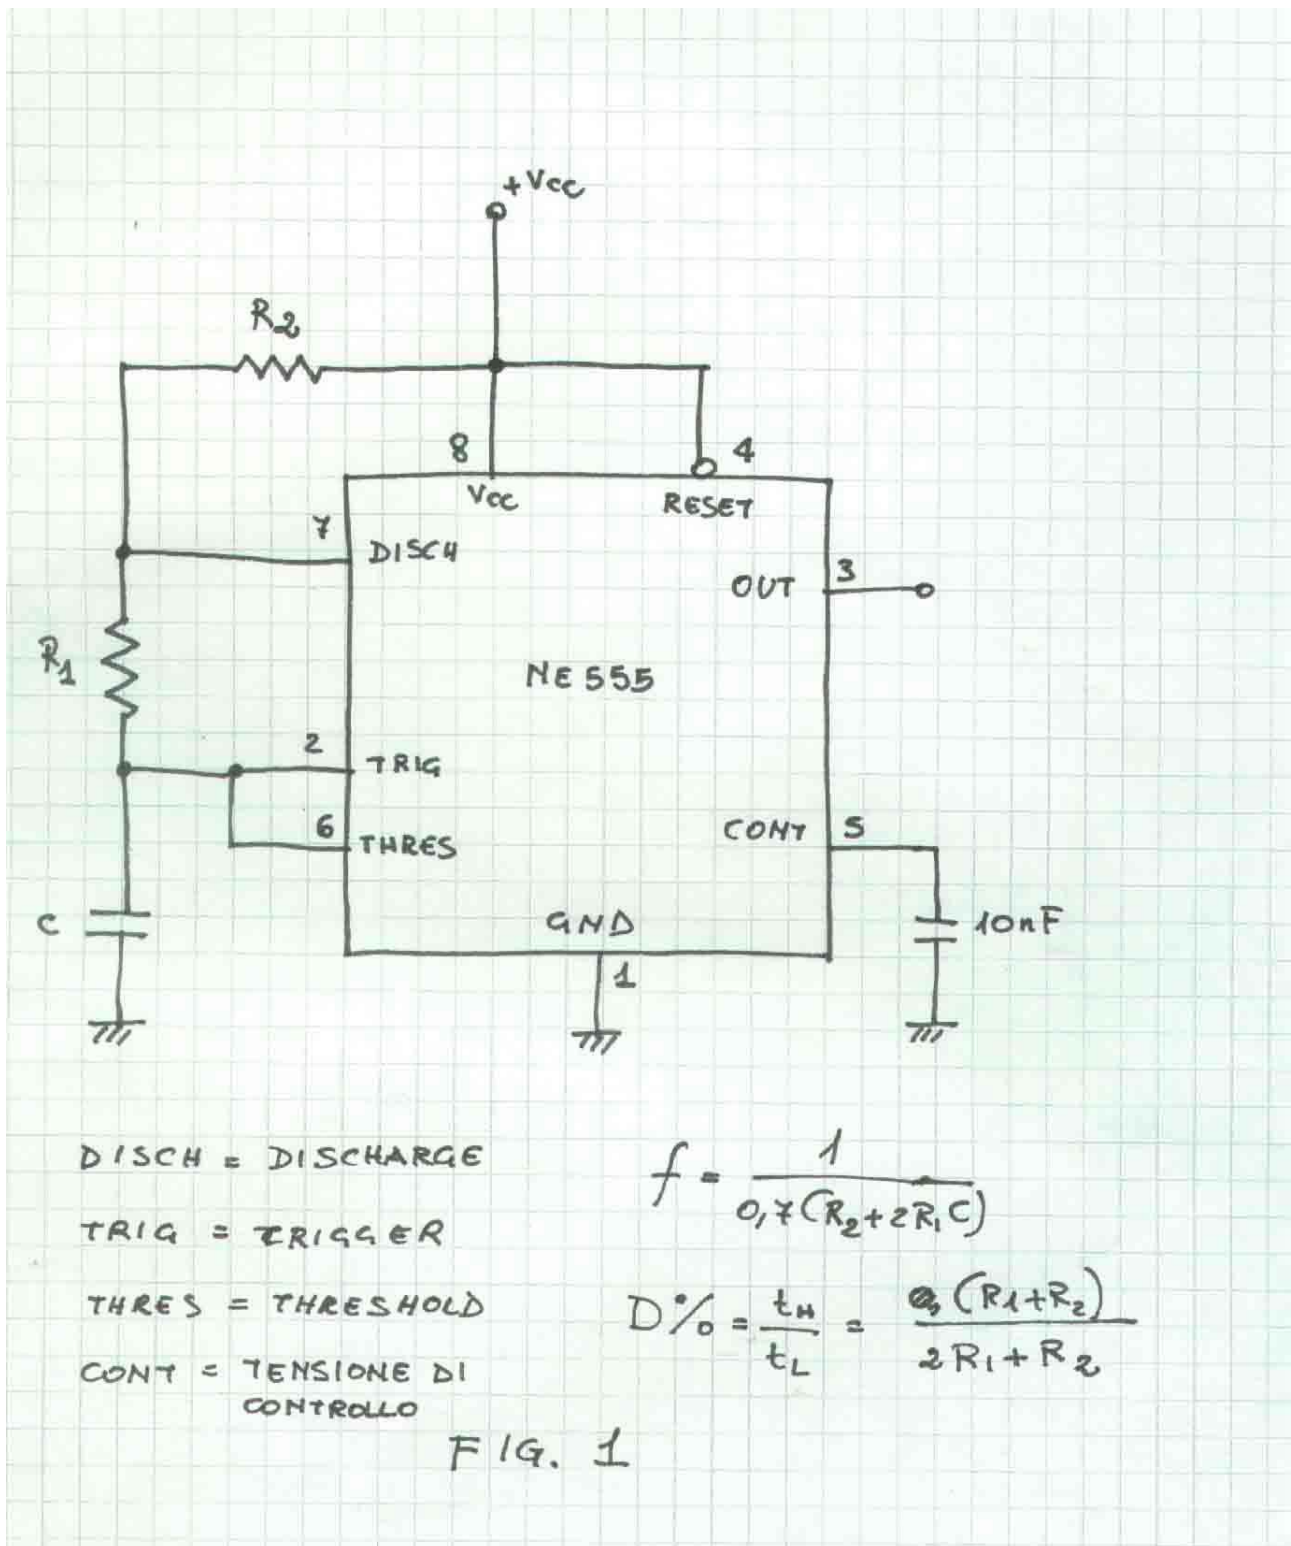 +Vcc
R2
8
4
Vcc
RESET
7
DISCH
3
OUT
R1
NE555
2
TRIG
6
THRES
CONT
5
C
GND
10nF
1
DISCH = DISCHARGE
TRIG = TRIGGER
THRES = THRESHOLD
CONT = TENSIONE DI
CONTROLLO
f = 1 / 0,7(R2+2R1C)
D% = tH / tL = (R1+R2) / 2R1+R2
FIG. 1